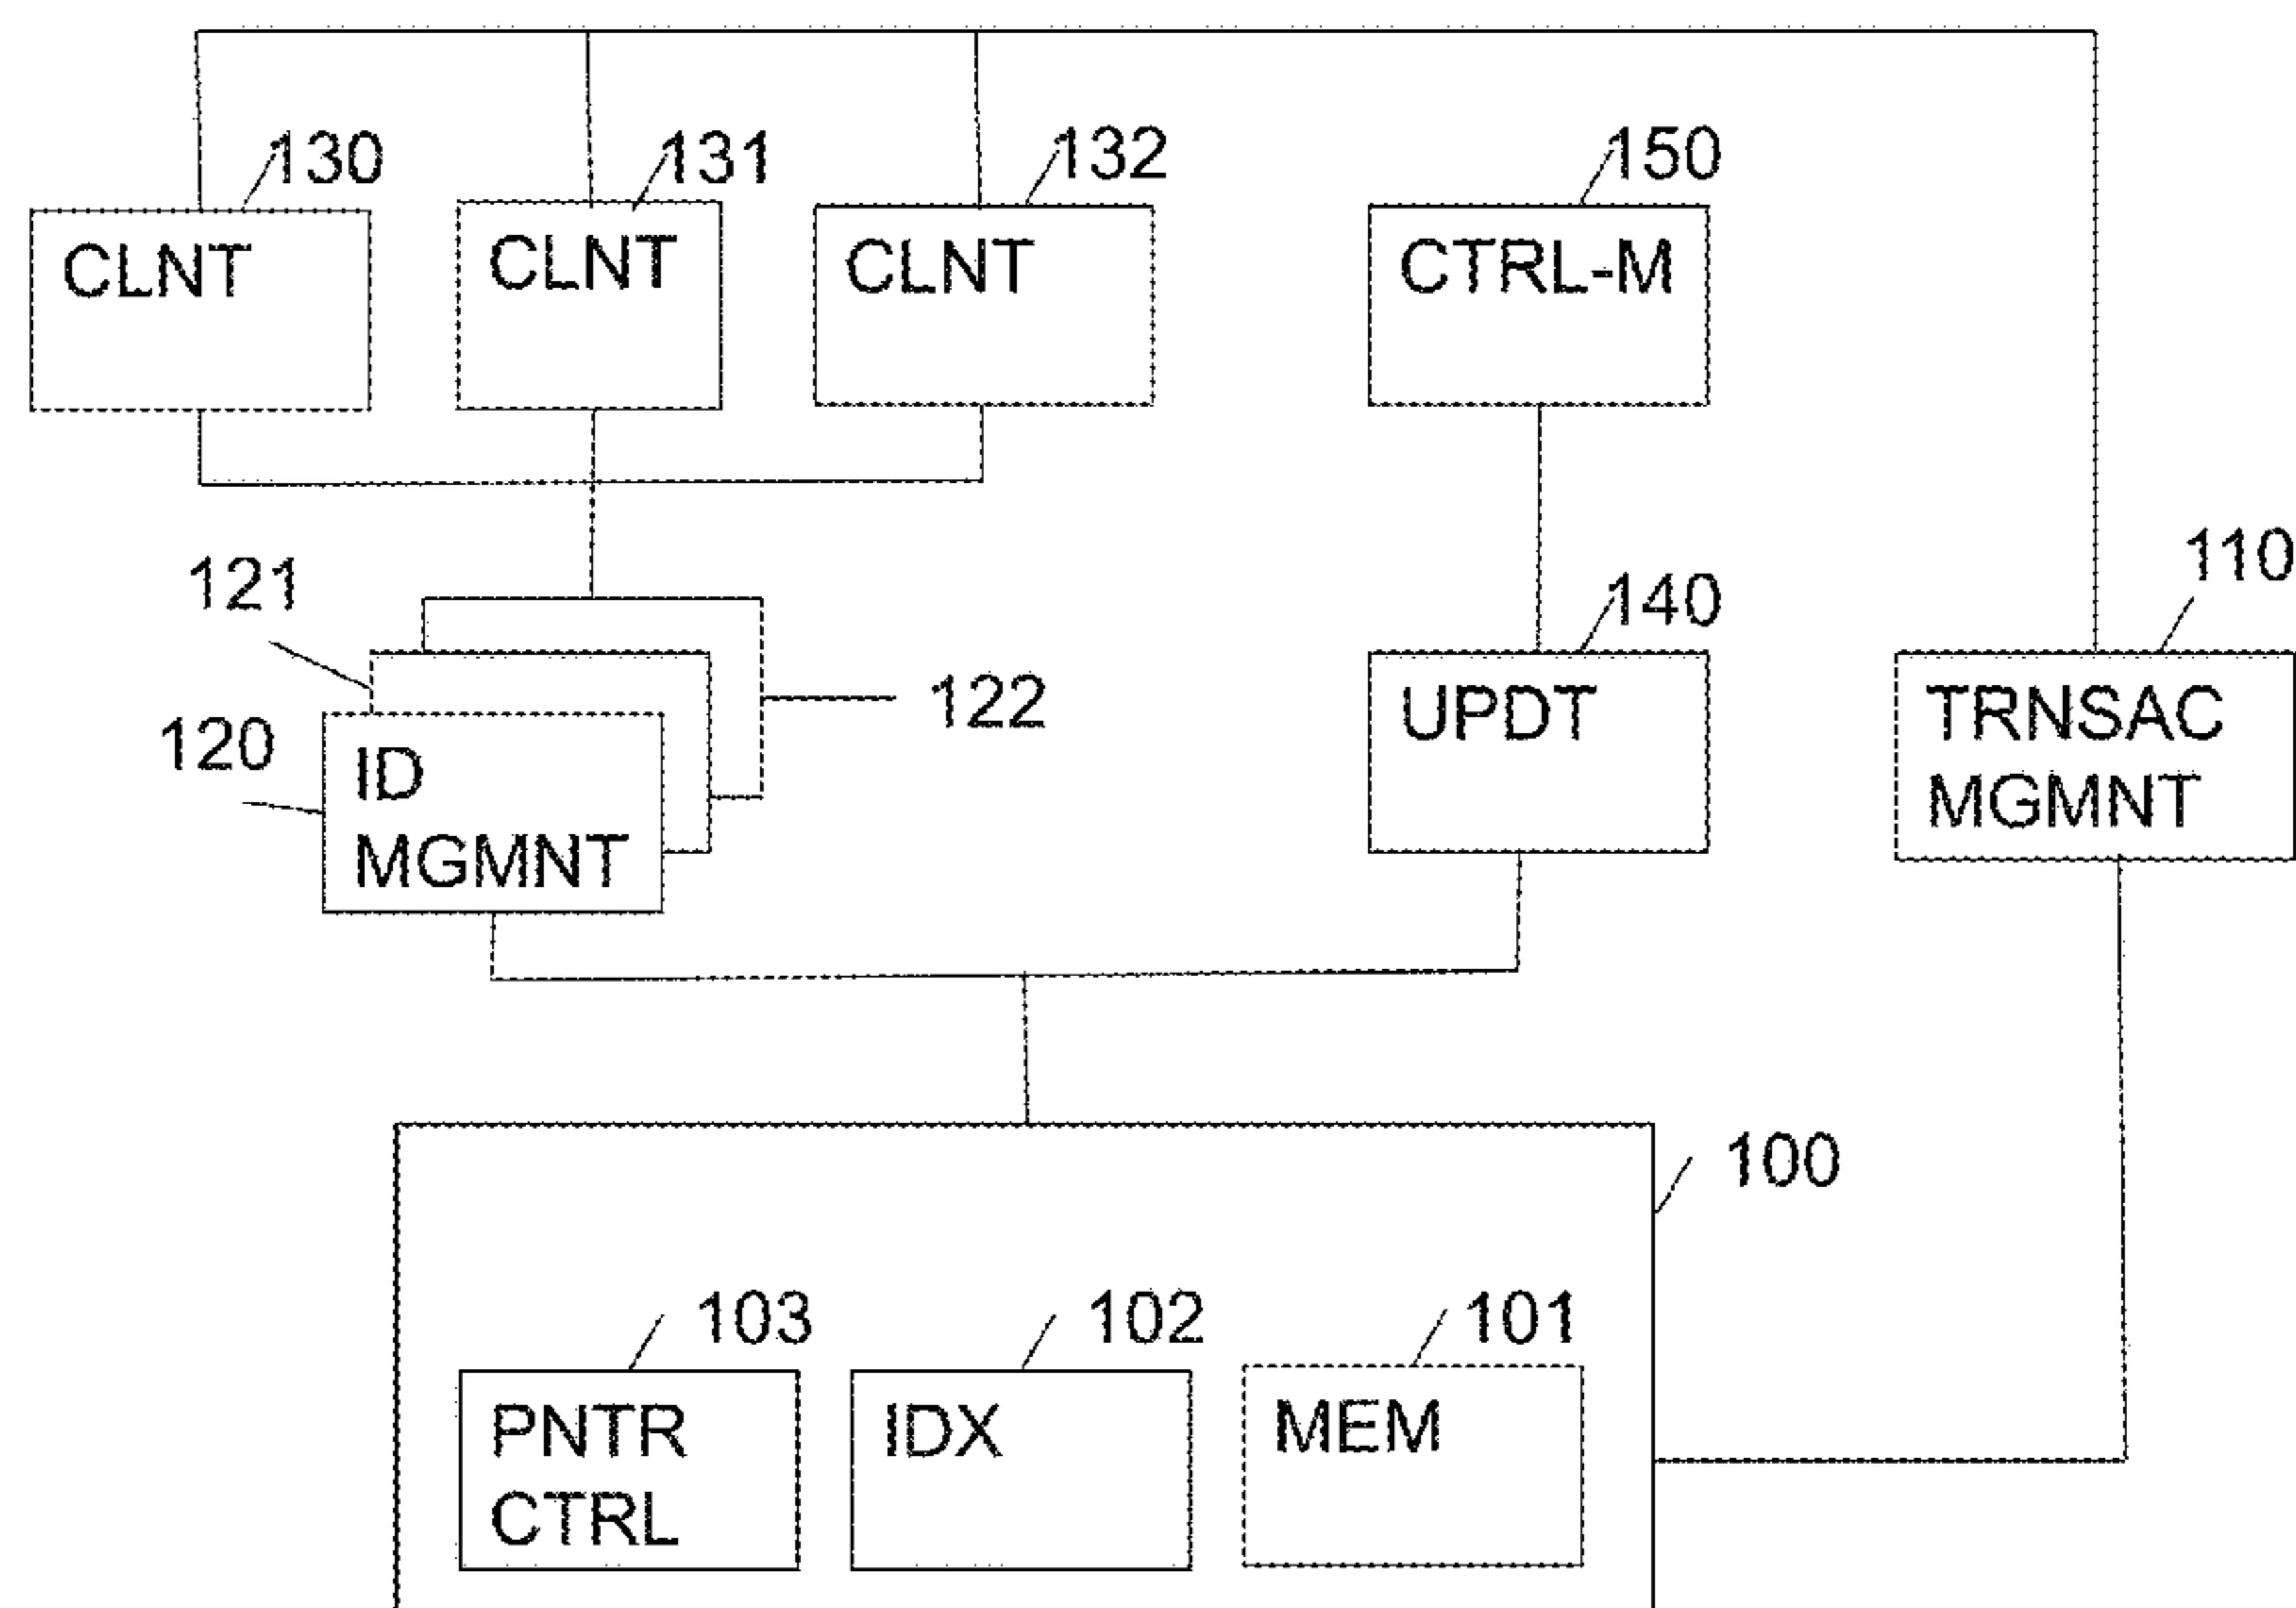 130
131
132
150
CLNT
CLNT
CLNT
CTRL-M
121
140
110
122
120
ID
MGMNT
UPDT
TRNSAC
MGMNT
100
103
102
101
PNTR
CTRL
IDX
MEM